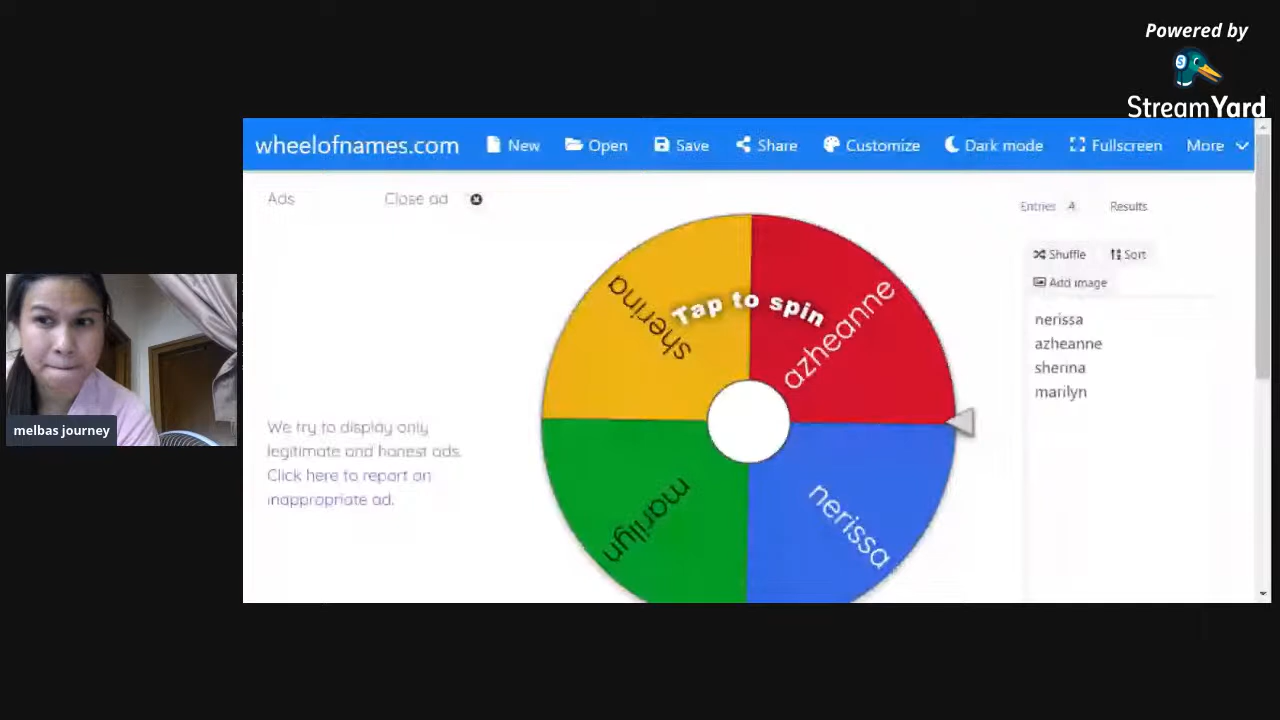 Powered by
StreamYard
wheelofnames.com New Open Save Share Customize Dark mode Fullscreen More
Ads Close ad
Entries 4 Results
Shuffle Sort
Add image
nerissa
azheanne
sherina
marilyn
Tap to spin
sherina
azheanne
marilyn
nerissa
We try to display only
legitimate and honest ads.
Click here to report an
inappropriate ad.
melbas journey